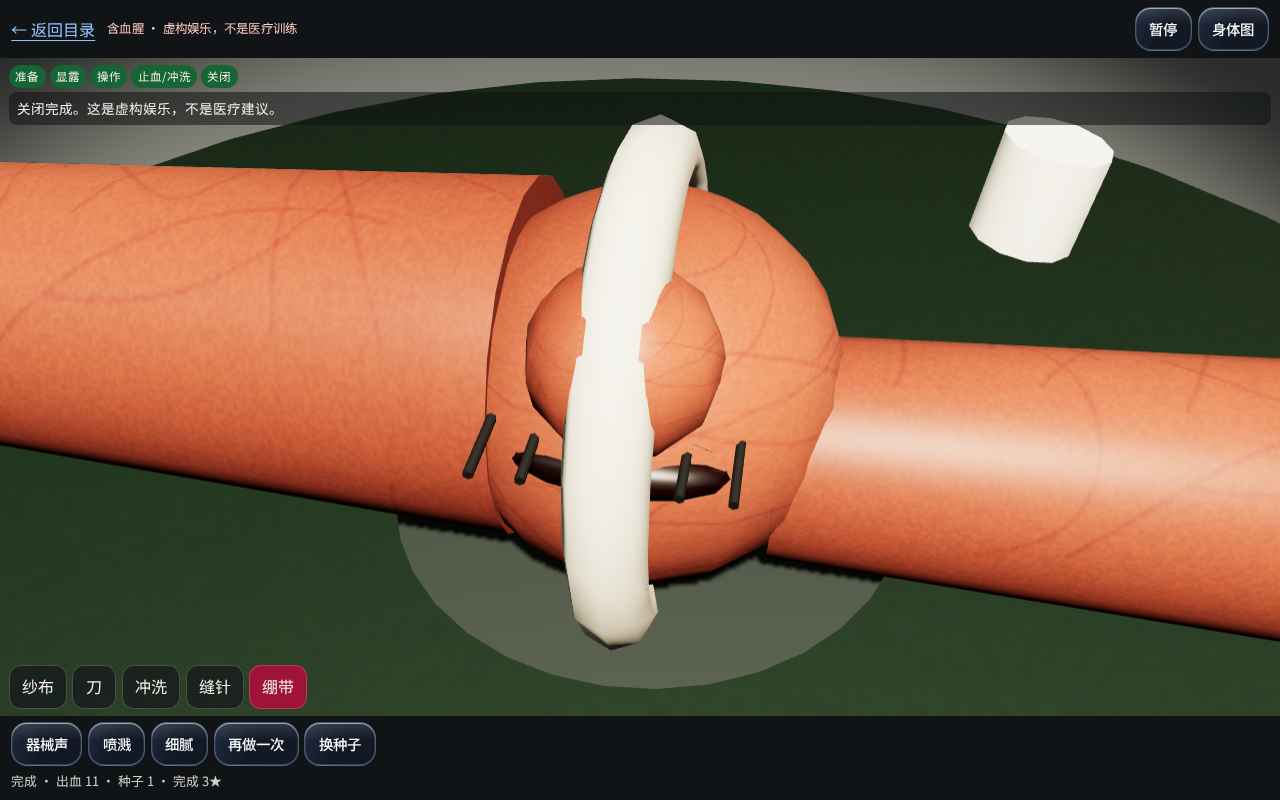 ← 返回目录 含血腥 · 虚构娱乐，不是医疗训练 暂停 身体图
准备 显露 操作 止血/冲洗 关闭
关闭完成。这是虚构娱乐，不是医疗建议。
纱布 刀 冲洗 缝针 绷带
器械声 喷溅 细腻 再做一次 换种子
完成 · 出血 11 · 种子 1 · 完成 3★